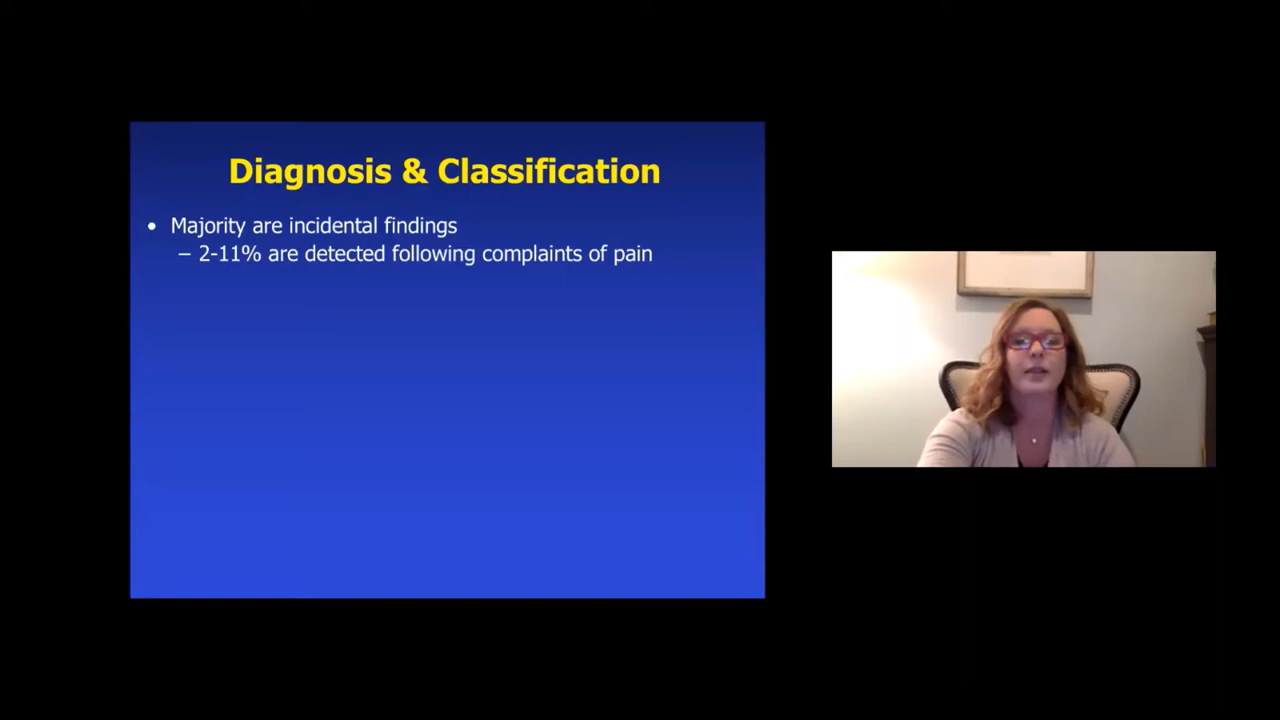 Diagnosis & Classification
• Majority are incidental findings
– 2-11% are detected following complaints of pain